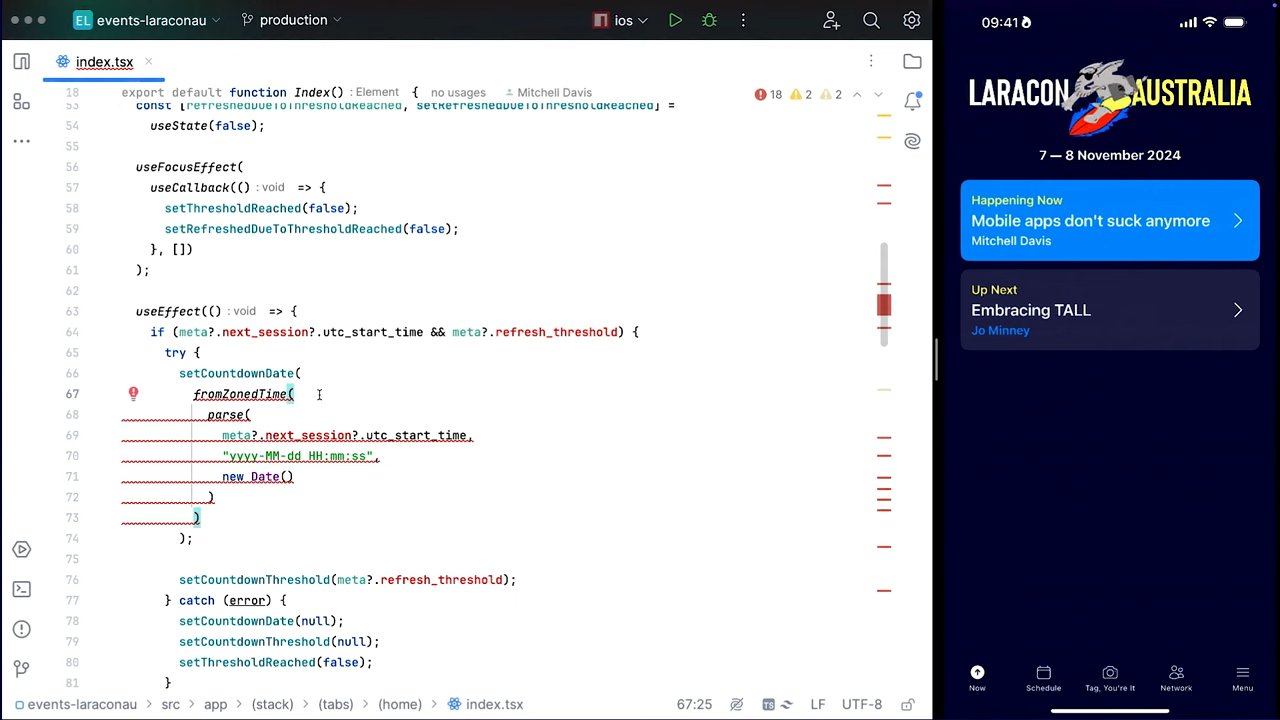 EL events-laraconau
production
ios
index.tsx
18 export default function Index() : Element { no usages Mitchell Davis
18 2 2
53 const [refreshedDueToThresholdReached, setRefreshedDueToThresholdReached] =
54 useState(false);
55
56 useFocusEffect(
57 useCallback(() : void => {
58 setThresholdReached(false);
59 setRefreshedDueToThresholdReached(false);
60 }, [])
61 );
62
63 useEffect(() : void => {
64 if (meta?.next_session?.utc_start_time && meta?.refresh_threshold) {
65 try {
66 setCountdownDate(
67 fromZonedTime(
68 parse(
69 meta?.next_session?.utc_start_time,
70 "yyyy-MM-dd HH:mm:ss",
71 new Date()
72 )
73 )
74 );
75
76 setCountdownThreshold(meta?.refresh_threshold);
77 } catch (error) {
78 setCountdownDate(null);
79 setCountdownThreshold(null);
80 setThresholdReached(false);
81 }
events-laraconau > src > app > (stack) > (tabs) > (home) > index.tsx
67:25 TS LF UTF-8
09:41
LARACON AUSTRALIA
7 — 8 November 2024
Happening Now
Mobile apps don't suck anymore
Mitchell Davis
Up Next
Embracing TALL
Jo Minney
Now
Schedule
Tag, You're It
Network
Menu